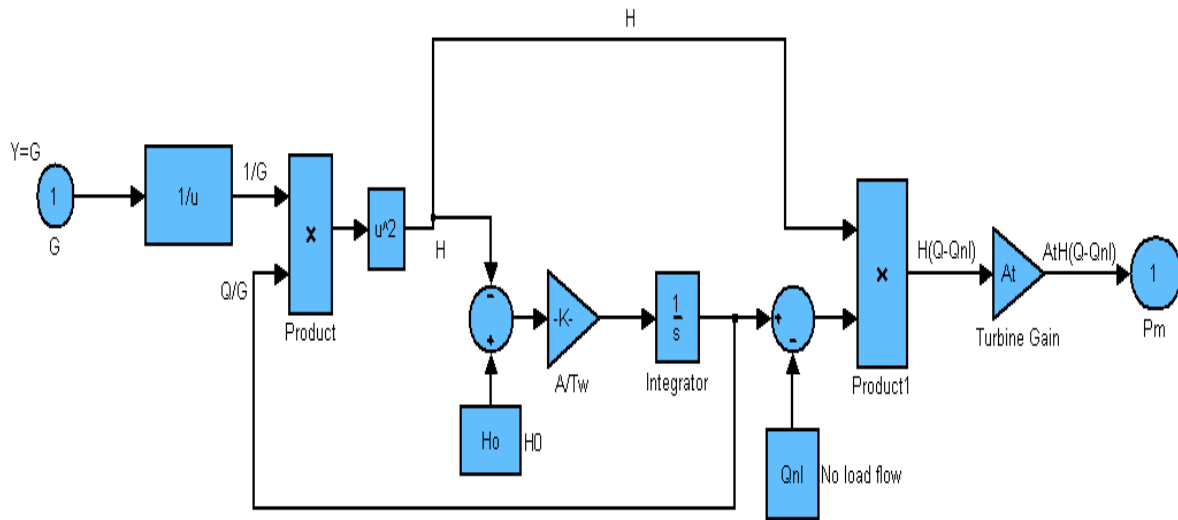 H
Y=G
1
G
1/u
1/G
×
Product
Q/G
u^2
H
-
+
-K-
A/Tw
Ho
H0
1
s
Integrator
+
-
Qnl
No load flow
×
Product1
H(Q-Qnl)
At
Turbine Gain
AtH(Q-Qnl)
1
Pm